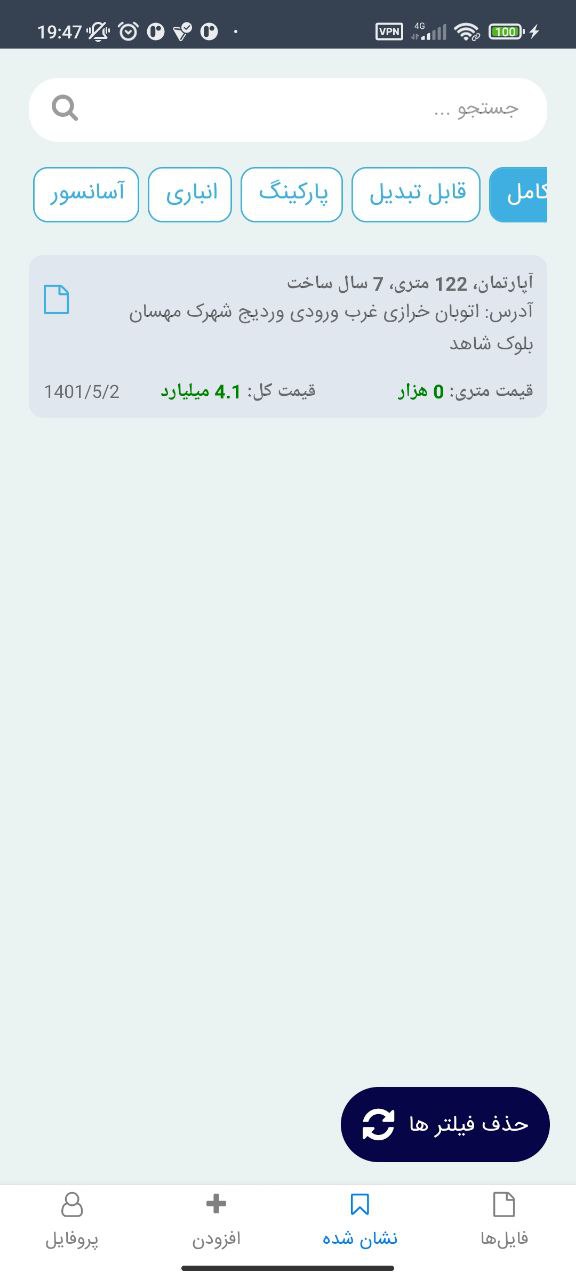 19:47 VPN 4G 100
جستجو ...
کامل قابل تبدیل پارکینگ انباری آسانسور
آپارتمان، 122 متری، 7 سال ساخت
آدرس: اتوبان خرازی غرب ورودی وردیج شهرک مهسان
بلوک شاهد
قیمت متری: 0 هزار قیمت کل: 4.1 میلیارد 1401/5/2
حذف فیلتر ها
فایل‌ها نشان شده افزودن پروفایل